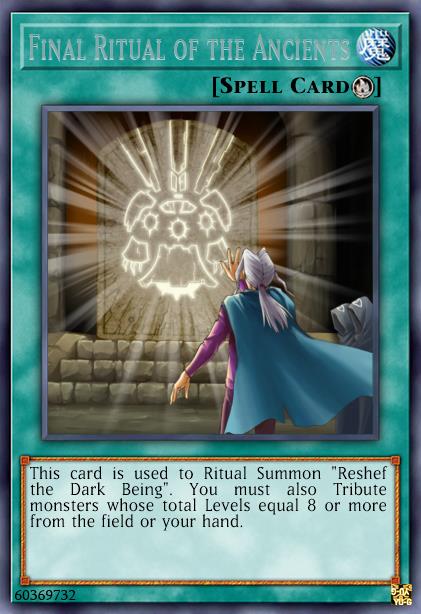 Final Ritual of the Ancients 魔
[Spell Card]
This card is used to Ritual Summon "Reshef
the Dark Being". You must also Tribute
monsters whose total Levels equal 8 or more
from the field or your hand.
60369732